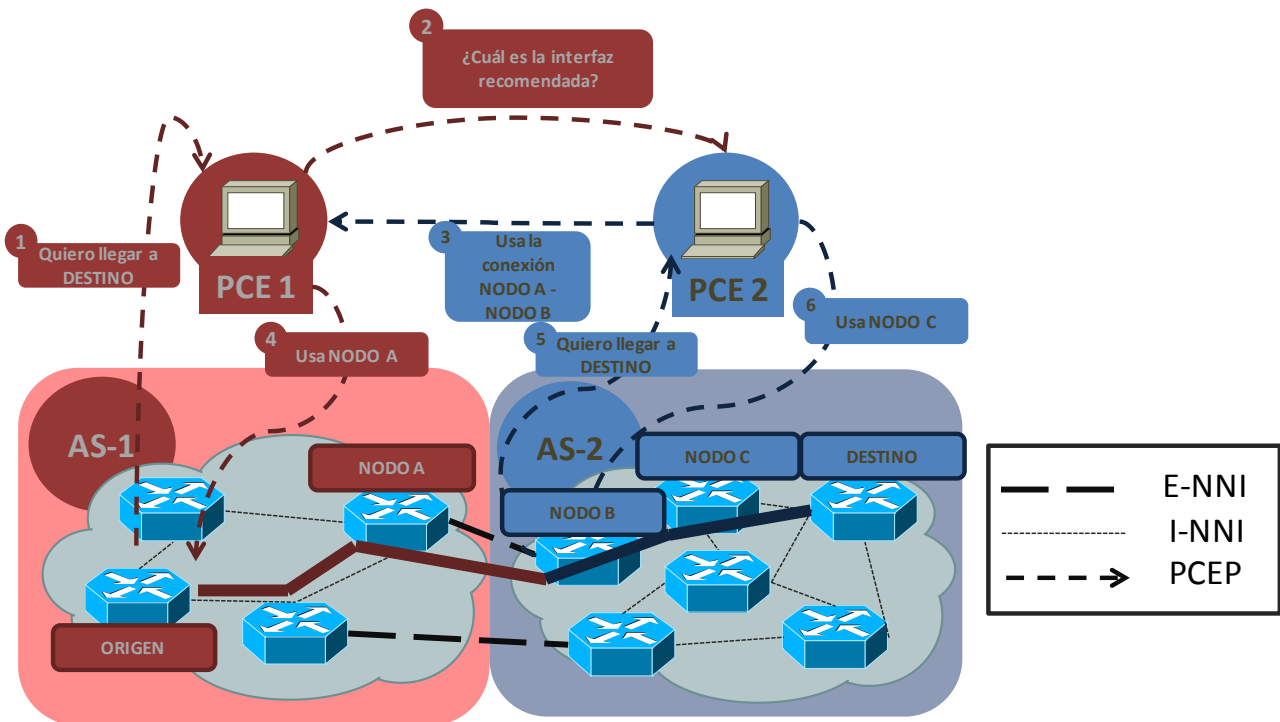 2
¿Cuál es la interfaz
recomendada?
1
Quiero llegar a
DESTINO
PCE 1
3
Usa la
conexión
NODO A -
NODO B
PCE 2
6
Usa NODO C
4
Usa NODO A
5
Quiero llegar a
DESTINO
AS-1
NODO A
AS-2
NODO C
DESTINO
NODO B
ORIGEN
E-NNI
I-NNI
PCEP